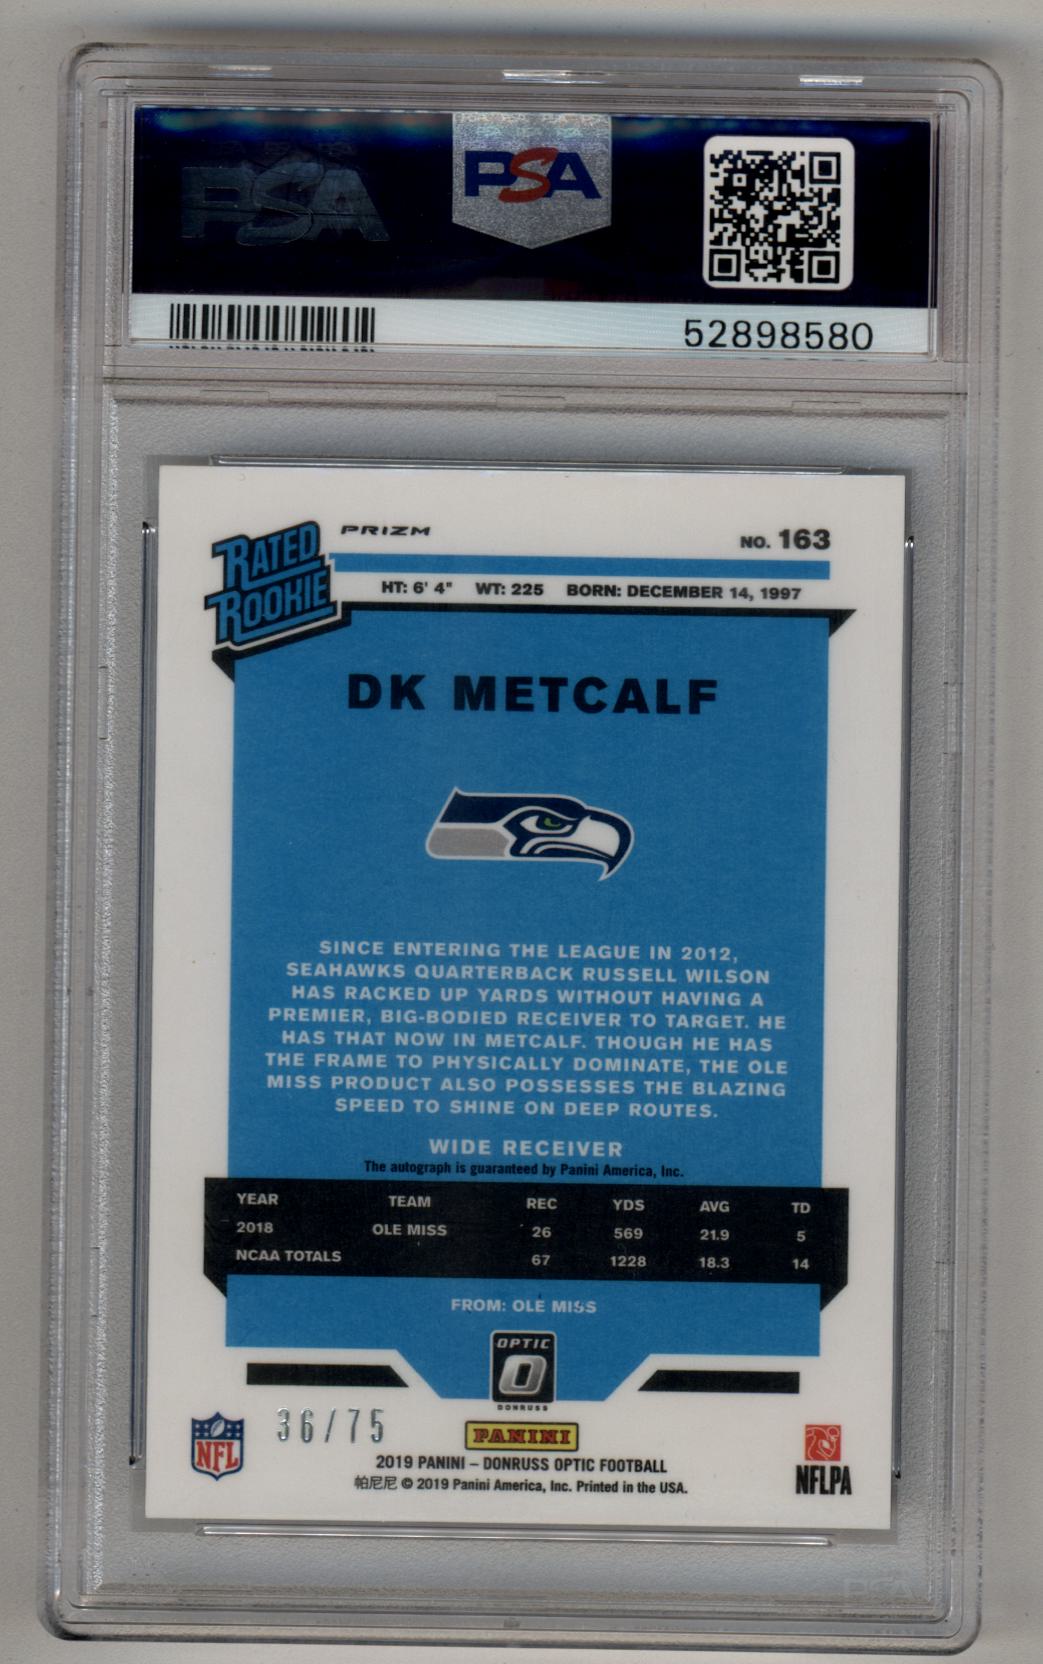 PSA
PSA
52898580
RATED
ROOKIE
PRIZM
NO. 163
HT: 6' 4" WT: 225 BORN: DECEMBER 14, 1997
DK METCALF
SINCE ENTERING THE LEAGUE IN 2012,
SEAHAWKS QUARTERBACK RUSSELL WILSON
HAS RACKED UP YARDS WITHOUT HAVING A
PREMIER, BIG-BODIED RECEIVER TO TARGET. HE
HAS THAT NOW IN METCALF. THOUGH HE HAS
THE FRAME TO PHYSICALLY DOMINATE, THE OLE
MISS PRODUCT ALSO POSSESSES THE BLAZING
SPEED TO SHINE ON DEEP ROUTES.
WIDE RECEIVER
The autograph is guaranteed by Panini America, Inc.
YEAR TEAM REC YDS AVG TD
2018 OLE MISS 26 569 21.9 5
NCAA TOTALS 67 1228 18.3 14
FROM: OLE MISS
OPTIC
O
DONRUSS
NFL
36/75
PANINI
2019 PANINI – DONRUSS OPTIC FOOTBALL
帕尼尼 © 2019 Panini America, Inc. Printed in the USA.
NFLPA
PSA